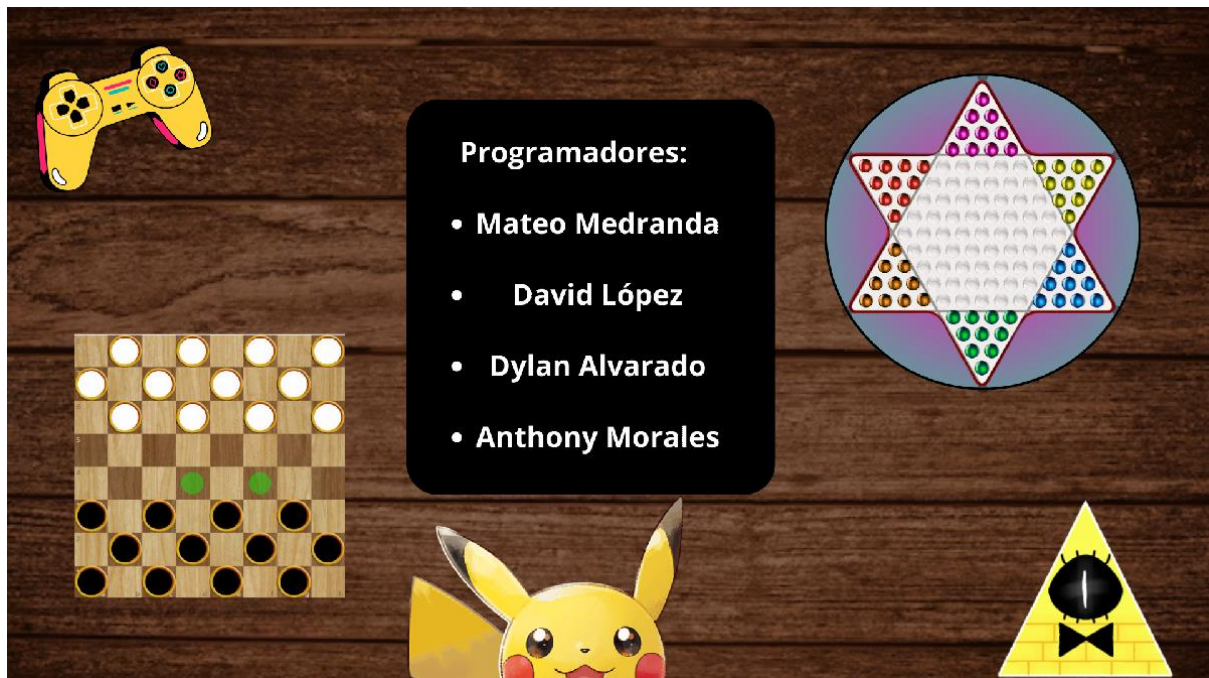 Programadores:
• Mateo Medranda
• David López
• Dylan Alvarado
• Anthony Morales